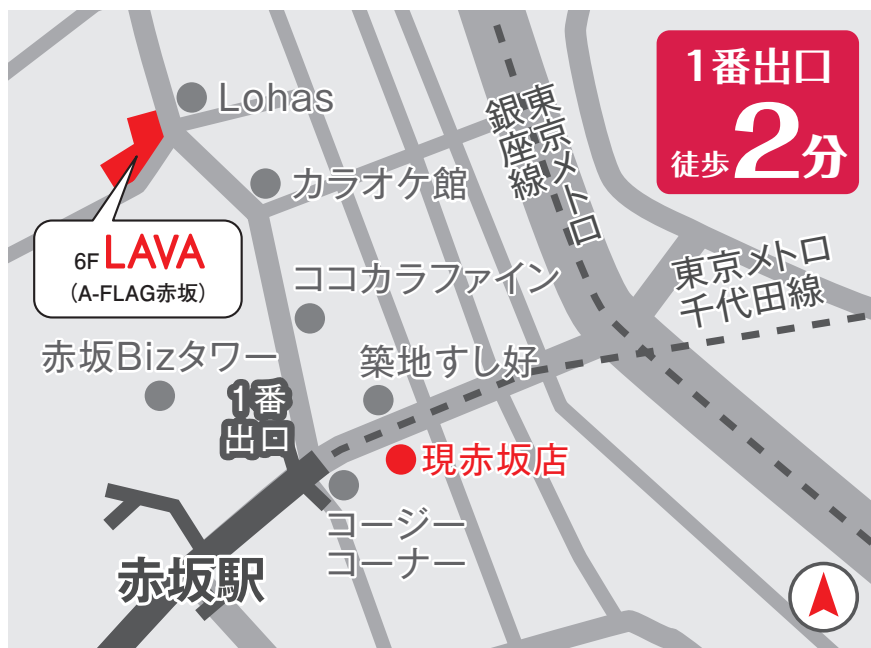 1番出口
徒歩2分
Lohas
カラオケ館
東京メトロ
銀座線
東京メトロ
千代田線
6F LAVA
(A-FLAG赤坂)
ココカラファイン
赤坂Bizタワー
築地すし好
1番
出口
現赤坂店
コージー
コーナー
赤坂駅